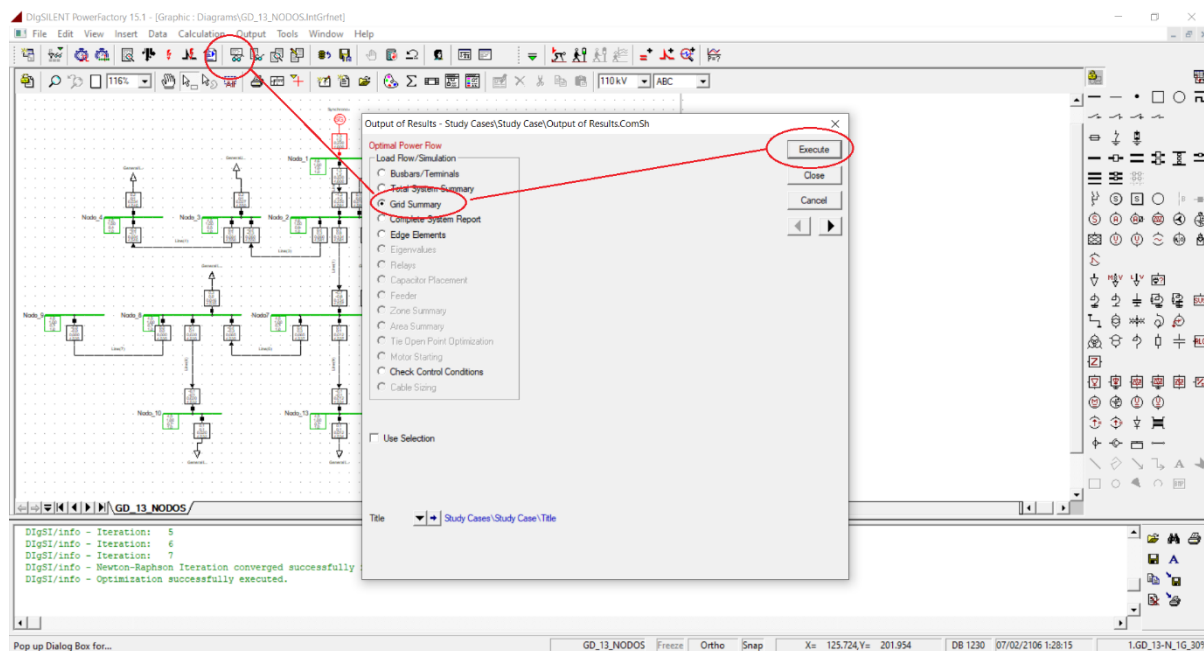 DIgSILENT PowerFactory 15.1 - [Graphic : Diagrams\GD_13_NODOS.IntGrfnet]
File Edit View Insert Data Calculation Output Tools Window Help
116%
110 kV
ABC
Output of Results - Study Cases\Study Case\Output of Results.ComSh
Optimal Power Flow
Load Flow/Simulation
Busbars/Terminals
Total System Summary
Grid Summary
Complete System Report
Edge Elements
Eigenvalues
Relays
Capacitor Placement
Feeder
Zone Summary
Area Summary
Tie Open Point Optimization
Motor Starting
Check Control Conditions
Cable Sizing
Execute
Close
Cancel
Use Selection
Title
Study Cases\Study Case\Title
Nodo_1
Nodo_4
Nodo_3
Nodo_2
Nodo_9
Nodo_8
Nodo7
Nodo_10
Nodo_13
GD_13_NODOS
DIgSI/info - Iteration: 5
DIgSI/info - Iteration: 6
DIgSI/info - Iteration: 7
DIgSI/info - Newton-Raphson Iteration converged successfully
DIgSI/info - Optimization successfully executed.
Pop up Dialog Box for...
GD_13_NODOS Freeze Ortho Snap X= 125.724,Y= 201.954 DB 1230 07/02/2106 1:28:15 1.GD_13-N_1G_30%